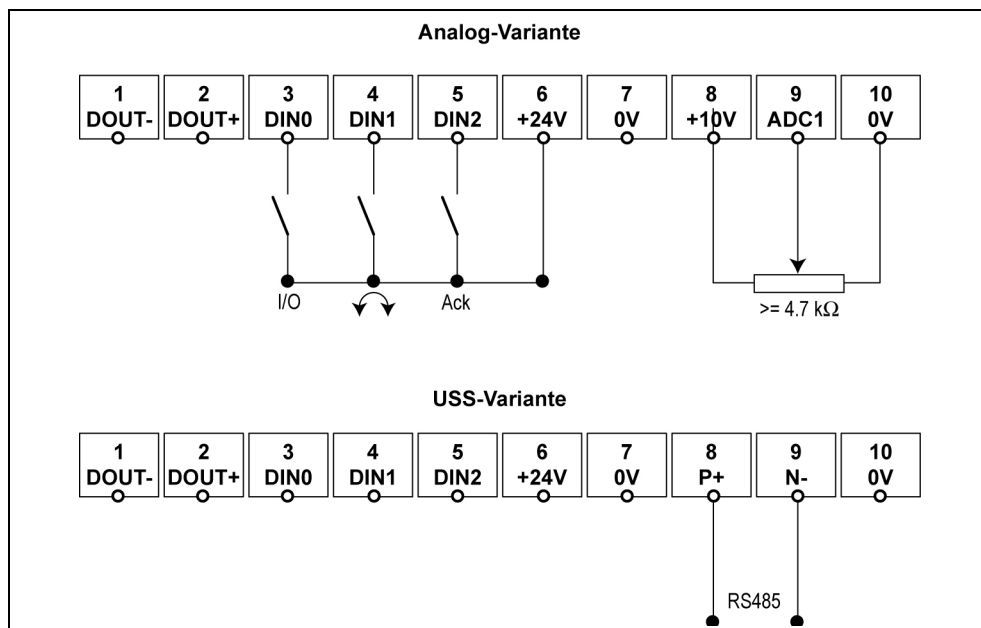 Analog-Variante
1 2 3 4 5 6 7 8 9 10
DOUT- DOUT+ DIN0 DIN1 DIN2 +24V 0V +10V ADC1 0V
I/O Ack
>= 4.7 kΩ
USS-Variante
1 2 3 4 5 6 7 8 9 10
DOUT- DOUT+ DIN0 DIN1 DIN2 +24V 0V P+ N- 0V
RS485